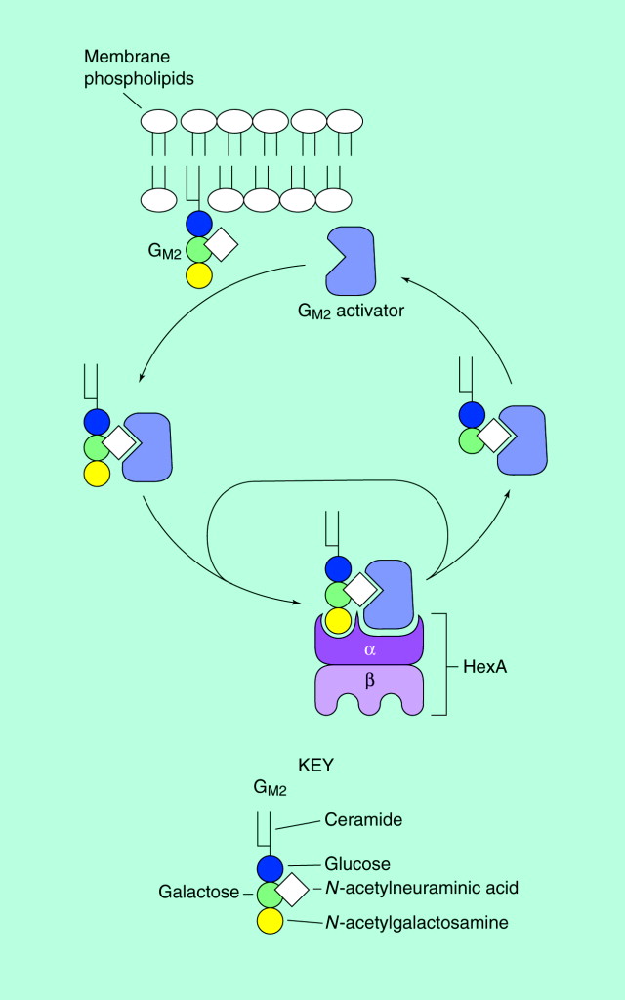 Membrane
phospholipids
GM2
GM2 activator
α
β
HexA
KEY
GM2
Ceramide
Glucose
Galactose
N-acetylneuraminic acid
N-acetylgalactosamine